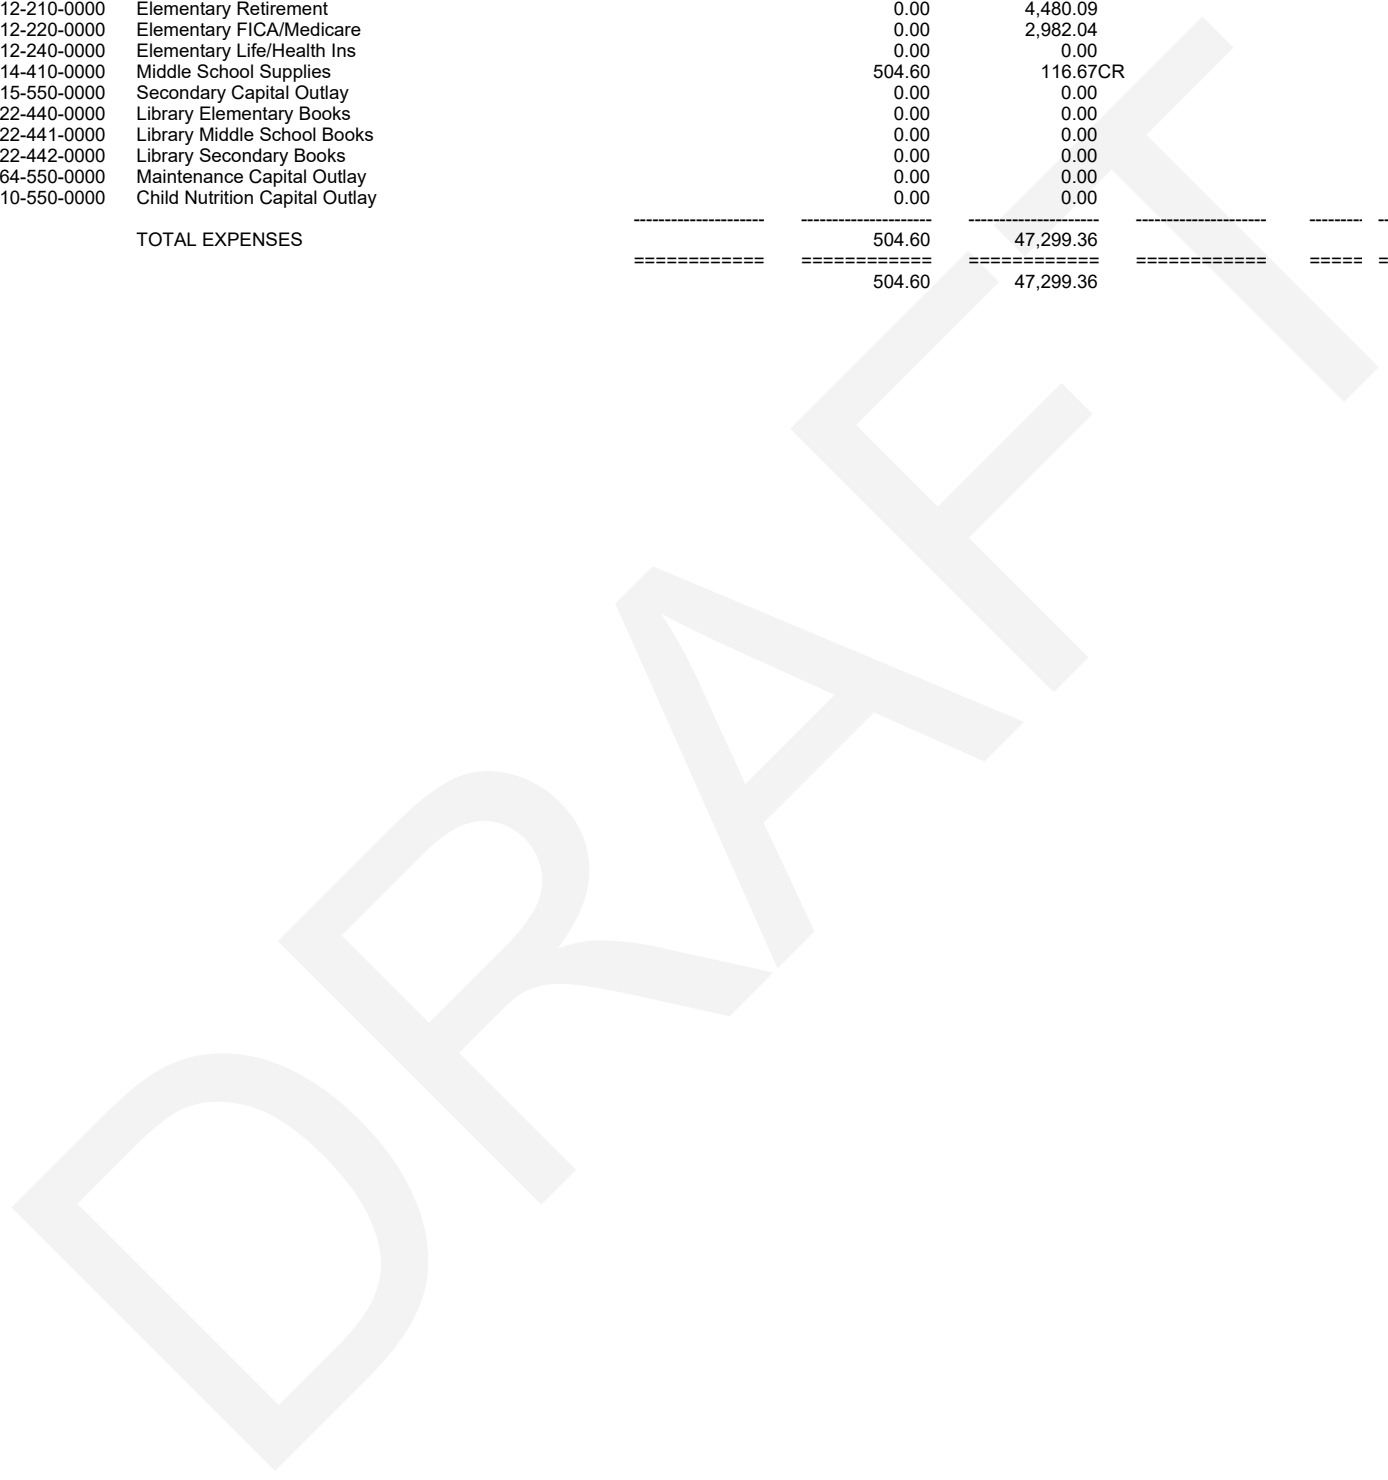 12-210-0000 Elementary Retirement 0.00 4,480.09
12-220-0000 Elementary FICA/Medicare 0.00 2,982.04
12-240-0000 Elementary Life/Health Ins 0.00 0.00
14-410-0000 Middle School Supplies 504.60 116.67CR
15-550-0000 Secondary Capital Outlay 0.00 0.00
22-440-0000 Library Elementary Books 0.00 0.00
22-441-0000 Library Middle School Books 0.00 0.00
22-442-0000 Library Secondary Books 0.00 0.00
64-550-0000 Maintenance Capital Outlay 0.00 0.00
10-550-0000 Child Nutrition Capital Outlay 0.00 0.00
TOTAL EXPENSES 504.60 47,299.36
============ ============ ============ ============ ===== =
504.60 47,299.36
DRAFT